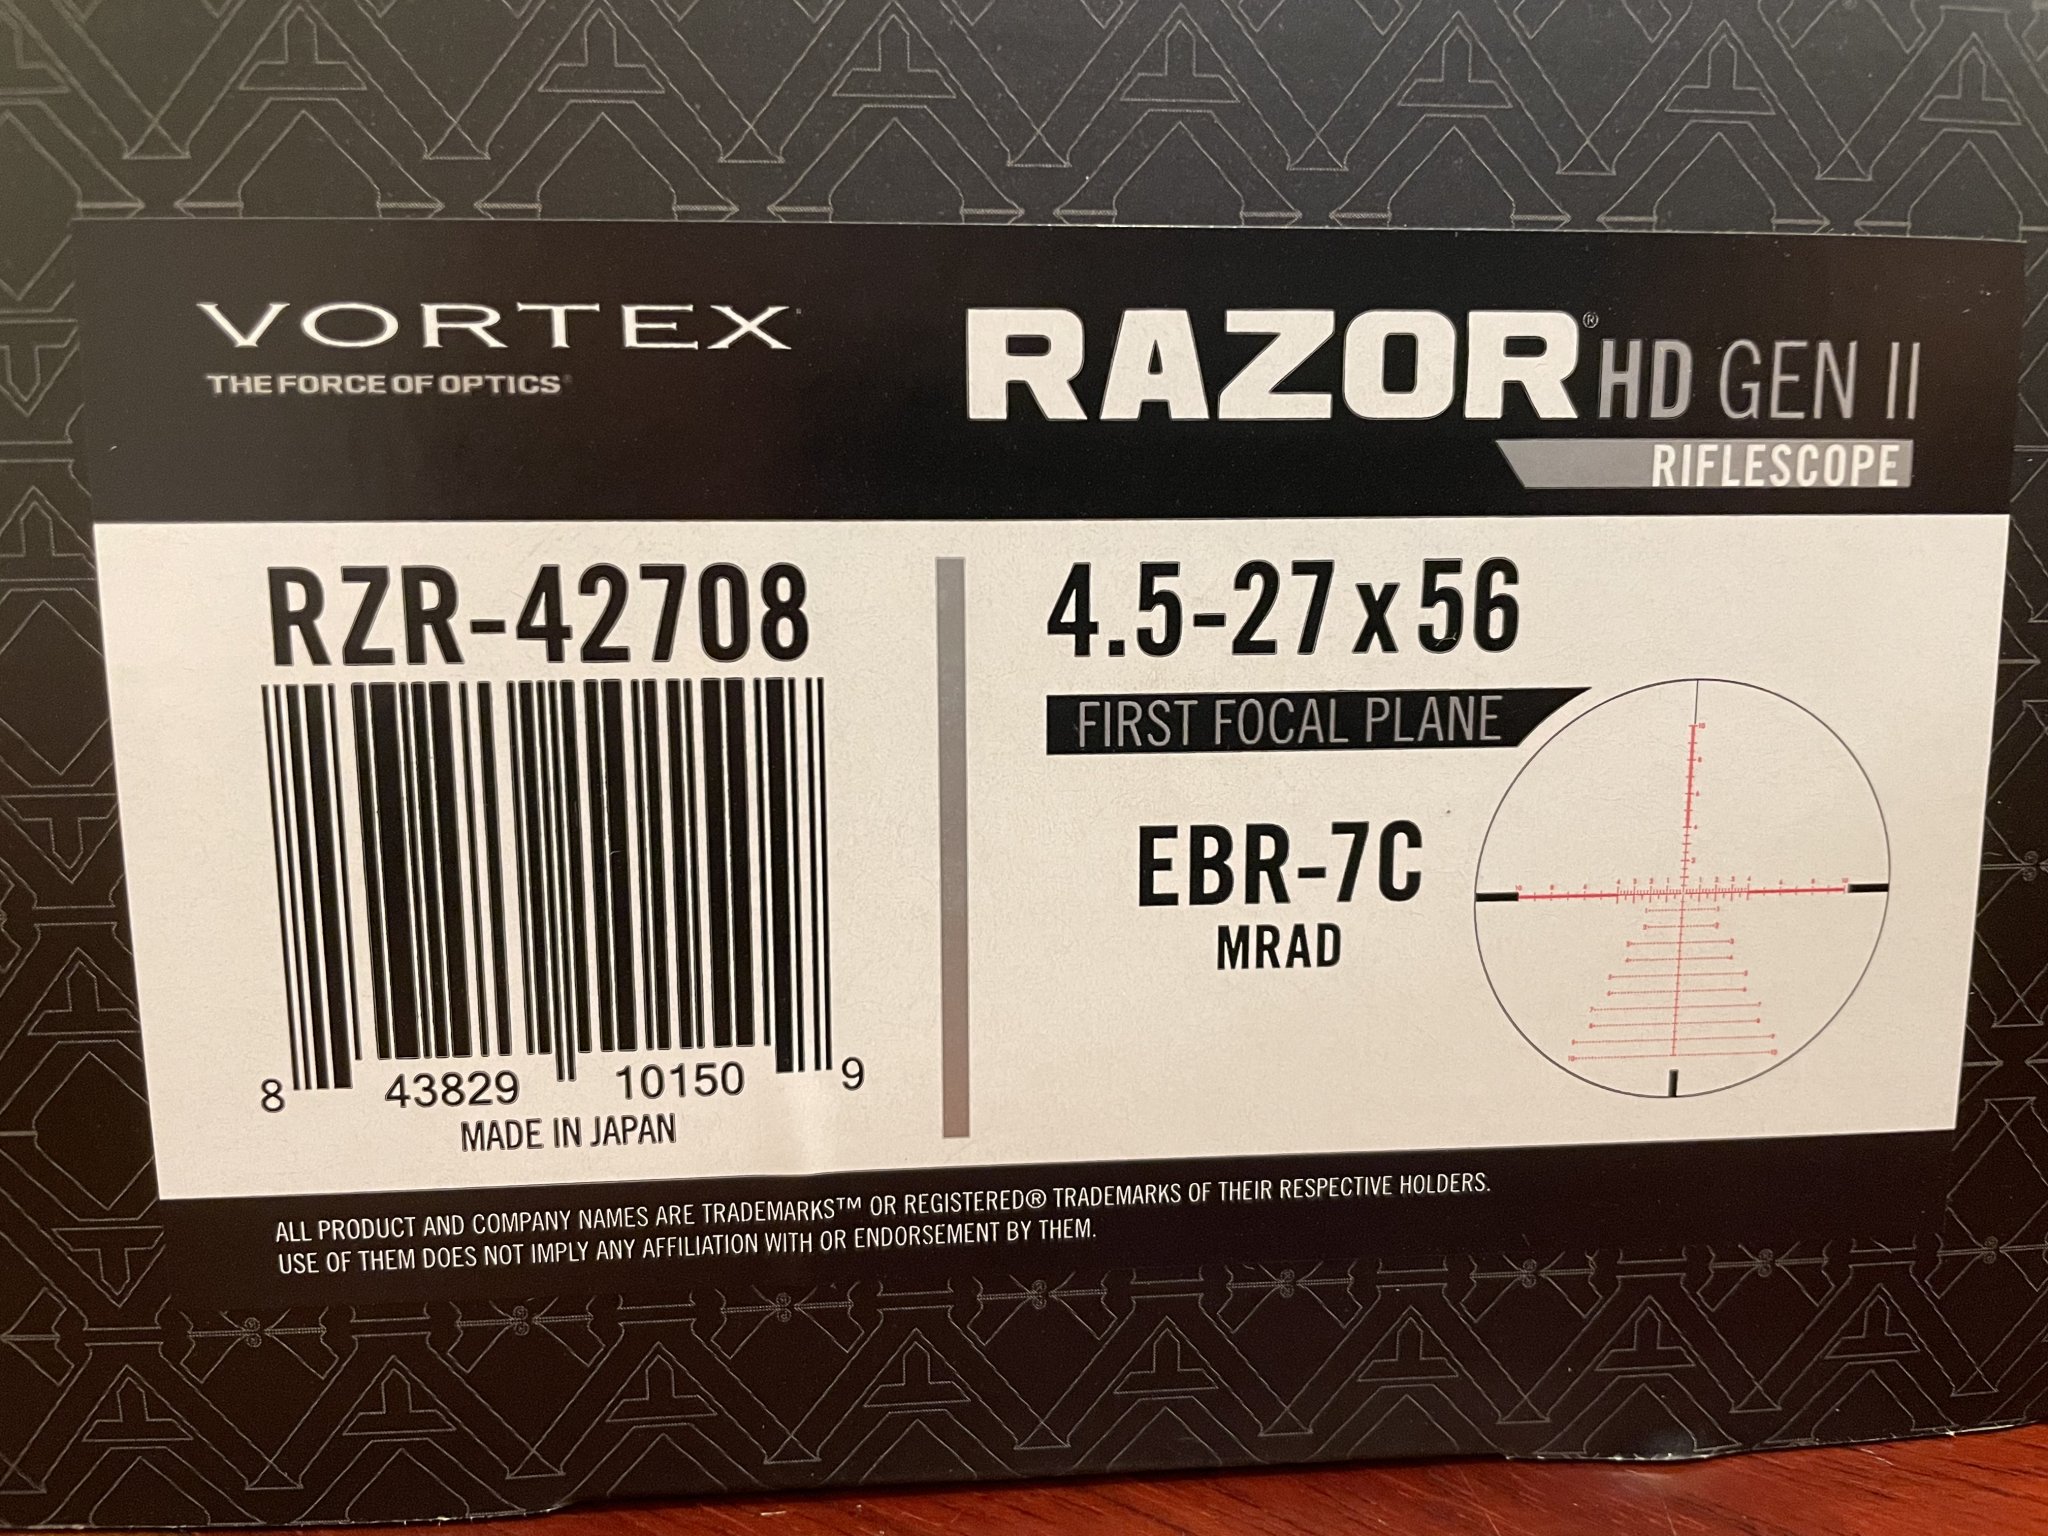 VORTEX
THE FORCE OF OPTICS
RAZOR® HD GEN II
RIFLESCOPE
RZR-42708
8 43829 10150 9
MADE IN JAPAN
4.5-27x56
FIRST FOCAL PLANE
EBR-7C
MRAD
ALL PRODUCT AND COMPANY NAMES ARE TRADEMARKS™ OR REGISTERED® TRADEMARKS OF THEIR RESPECTIVE HOLDERS.
USE OF THEM DOES NOT IMPLY ANY AFFILIATION WITH OR ENDORSEMENT BY THEM.